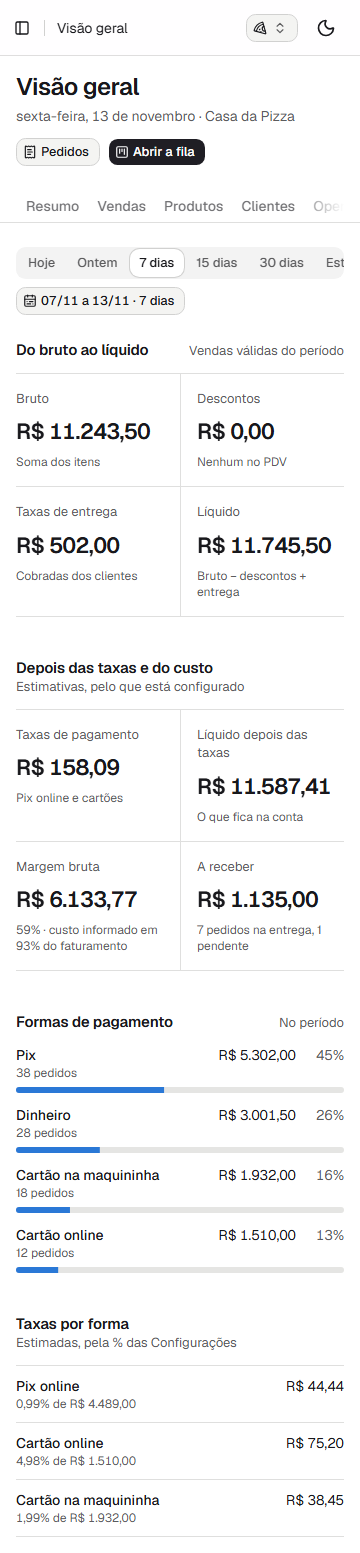 Visão geral
Visão geral
sexta-feira, 13 de novembro · Casa da Pizza
Pedidos
Abrir a fila
Resumo Vendas Produtos Clientes Ope
Hoje Ontem 7 dias 15 dias 30 dias Est
07/11 a 13/11 · 7 dias
Do bruto ao líquido Vendas válidas do período
Bruto
R$ 11.243,50
Soma dos itens
Descontos
R$ 0,00
Nenhum no PDV
Taxas de entrega
R$ 502,00
Cobradas dos clientes
Líquido
R$ 11.745,50
Bruto − descontos +
entrega
Depois das taxas e do custo
Estimativas, pelo que está configurado
Taxas de pagamento
R$ 158,09
Pix online e cartões
Líquido depois das
taxas
R$ 11.587,41
O que fica na conta
Margem bruta
R$ 6.133,77
59% · custo informado em
93% do faturamento
A receber
R$ 1.135,00
7 pedidos na entrega, 1
pendente
Formas de pagamento No período
Pix R$ 5.302,00 45%
38 pedidos
Dinheiro R$ 3.001,50 26%
28 pedidos
Cartão na maquininha R$ 1.932,00 16%
18 pedidos
Cartão online R$ 1.510,00 13%
12 pedidos
Taxas por forma
Estimadas, pela % das Configurações
Pix online R$ 44,44
0,99% de R$ 4.489,00
Cartão online R$ 75,20
4,98% de R$ 1.510,00
Cartão na maquininha R$ 38,45
1,99% de R$ 1.932,00